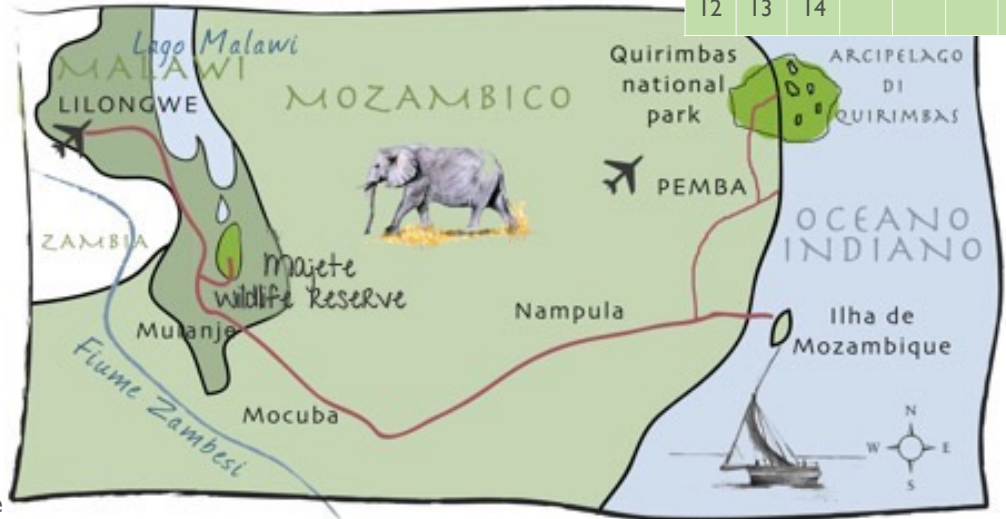 12 13 14
Lago Malawi
MALAWI
LILONGWE
MOZAMBICO
Quirimbas
national
park
ARCIPELAGO
DI
QUIRIMBAS
PEMBA
OCEANO
INDIANO
ZAMBIA
Majete
Wildlife Reserve
Mulanje
Nampula
Ilha de
Mozambique
Fiume Zambesi
Mocuba
N
W E
S
e